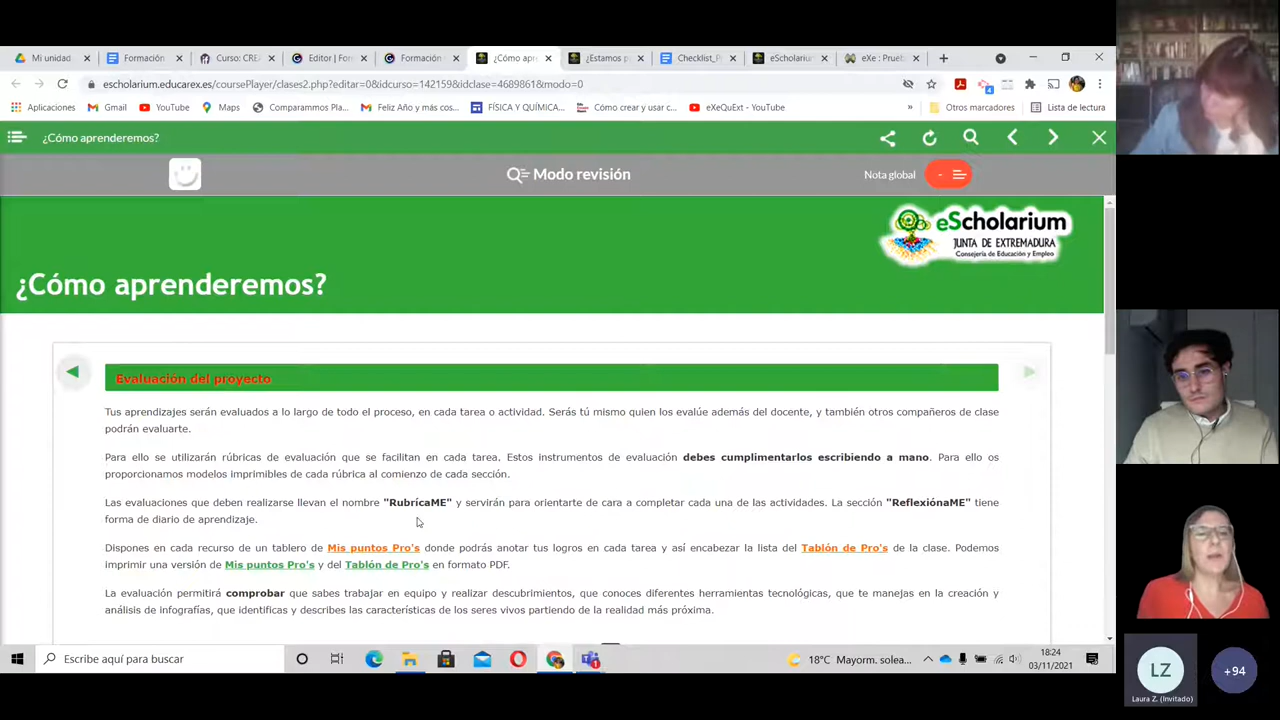 Mi unidad
Formación
Curso: CRE
Editor | For
Formación
¿Cómo apr
¿Estamos p
Checklist_P
eScholarium
eXe : Prueb
escholarium.educarex.es/coursePlayer/clases2.php?editar=0&idcurso=142159&idclase=4689861&modo=0
Aplicaciones
Gmail
YouTube
Maps
Comparammos Plat...
Feliz Año y más cos...
FÍSICA Y QUÍMICA...
Cómo crear y usar c...
eXeQuExt - YouTube
»
Otros marcadores
Lista de lectura
¿Cómo aprenderemos?
Modo revisión
Nota global
-
eScholarium
JUNTA DE EXTREMADURA
Consejería de Educación y Empleo
¿Cómo aprenderemos?
Evaluación del proyecto
Tus aprendizajes serán evaluados a lo largo de todo el proceso, en cada tarea o actividad. Serás tú mismo quien los evalúe además del docente, y también otros compañeros de clase
podrán evaluarte.
Para ello se utilizarán rúbricas de evaluación que se facilitan en cada tarea. Estos instrumentos de evaluación debes cumplimentarlos escribiendo a mano. Para ello os
proporcionamos modelos imprimibles de cada rúbrica al comienzo de cada sección.
Las evaluaciones que deben realizarse llevan el nombre "RubrícaME" y servirán para orientarte de cara a completar cada una de las actividades. La sección "ReflexiónaME" tiene
forma de diario de aprendizaje.
Dispones en cada recurso de un tablero de Mis puntos Pro's donde podrás anotar tus logros en cada tarea y así encabezar la lista del Tablón de Pro's de la clase. Podemos
imprimir una versión de Mis puntos Pro's y del Tablón de Pro's en formato PDF.
La evaluación permitirá comprobar que sabes trabajar en equipo y realizar descubrimientos, que conoces diferentes herramientas tecnológicas, que te manejas en la creación y
análisis de infografías, que identificas y describes las características de los seres vivos partiendo de la realidad más próxima.
Escribe aquí para buscar
18°C Mayorm. solea...
18:24
03/11/2021
LZ
Laura Z. (Invitado)
+94